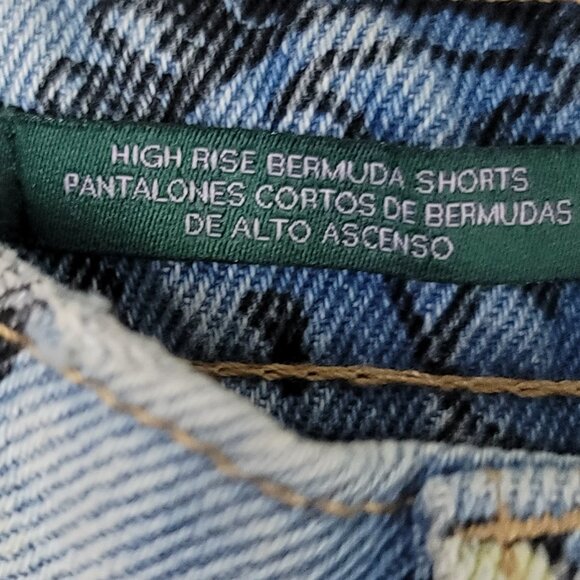 HIGH RISE BERMUDA SHORTS
PANTALONES CORTOS DE BERMUDAS
DE ALTO ASCENSO